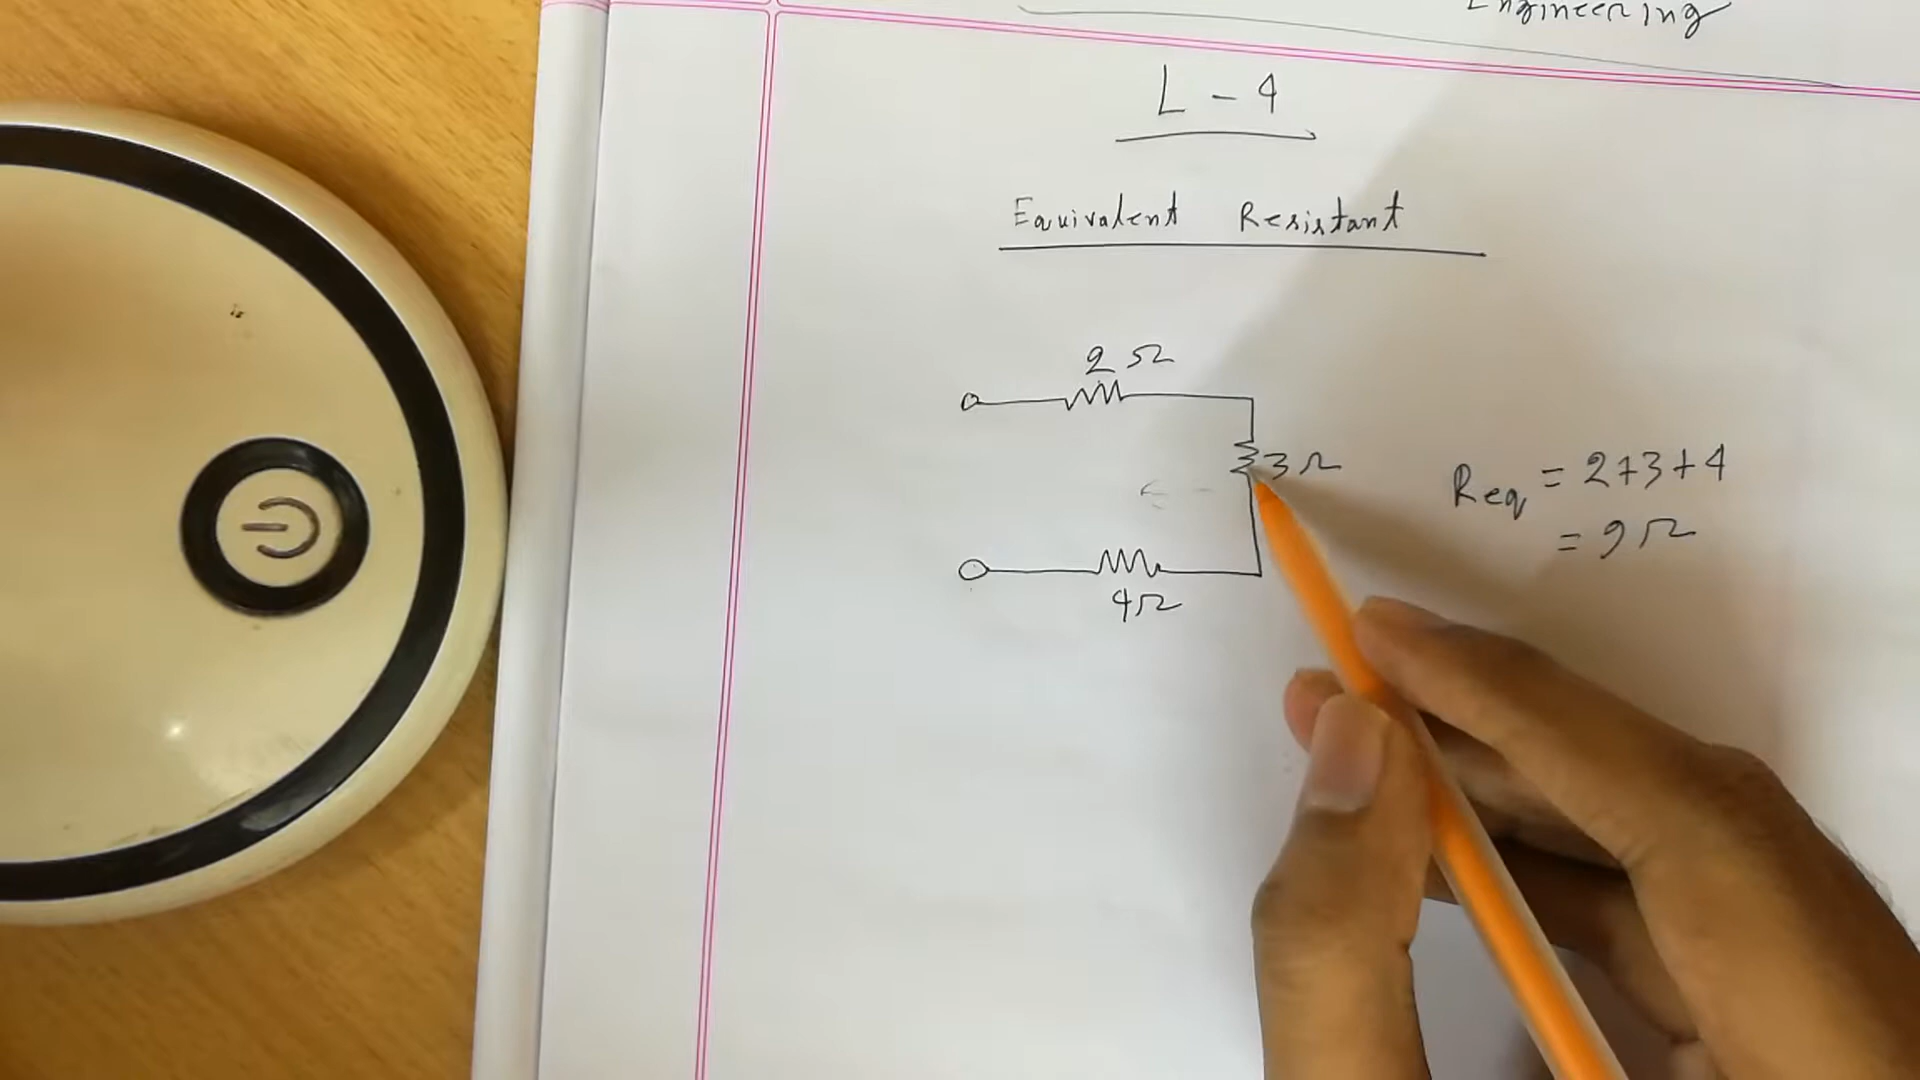 Engineering
L - 4
Equivalent Resistant
2 Ω
3 Ω
Req = 2+3+4
= 9 Ω
4 Ω